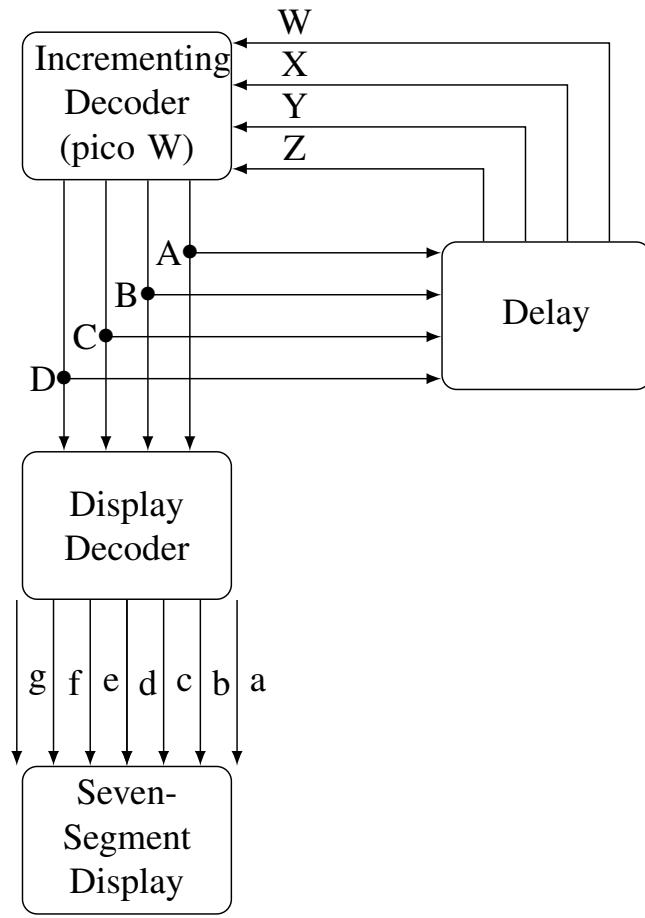 W
Incrementing
Decoder
(pico W)
X
Y
Z
A
B
C
D
Delay
Display
Decoder
g f e d c b a
Seven-
Segment
Display